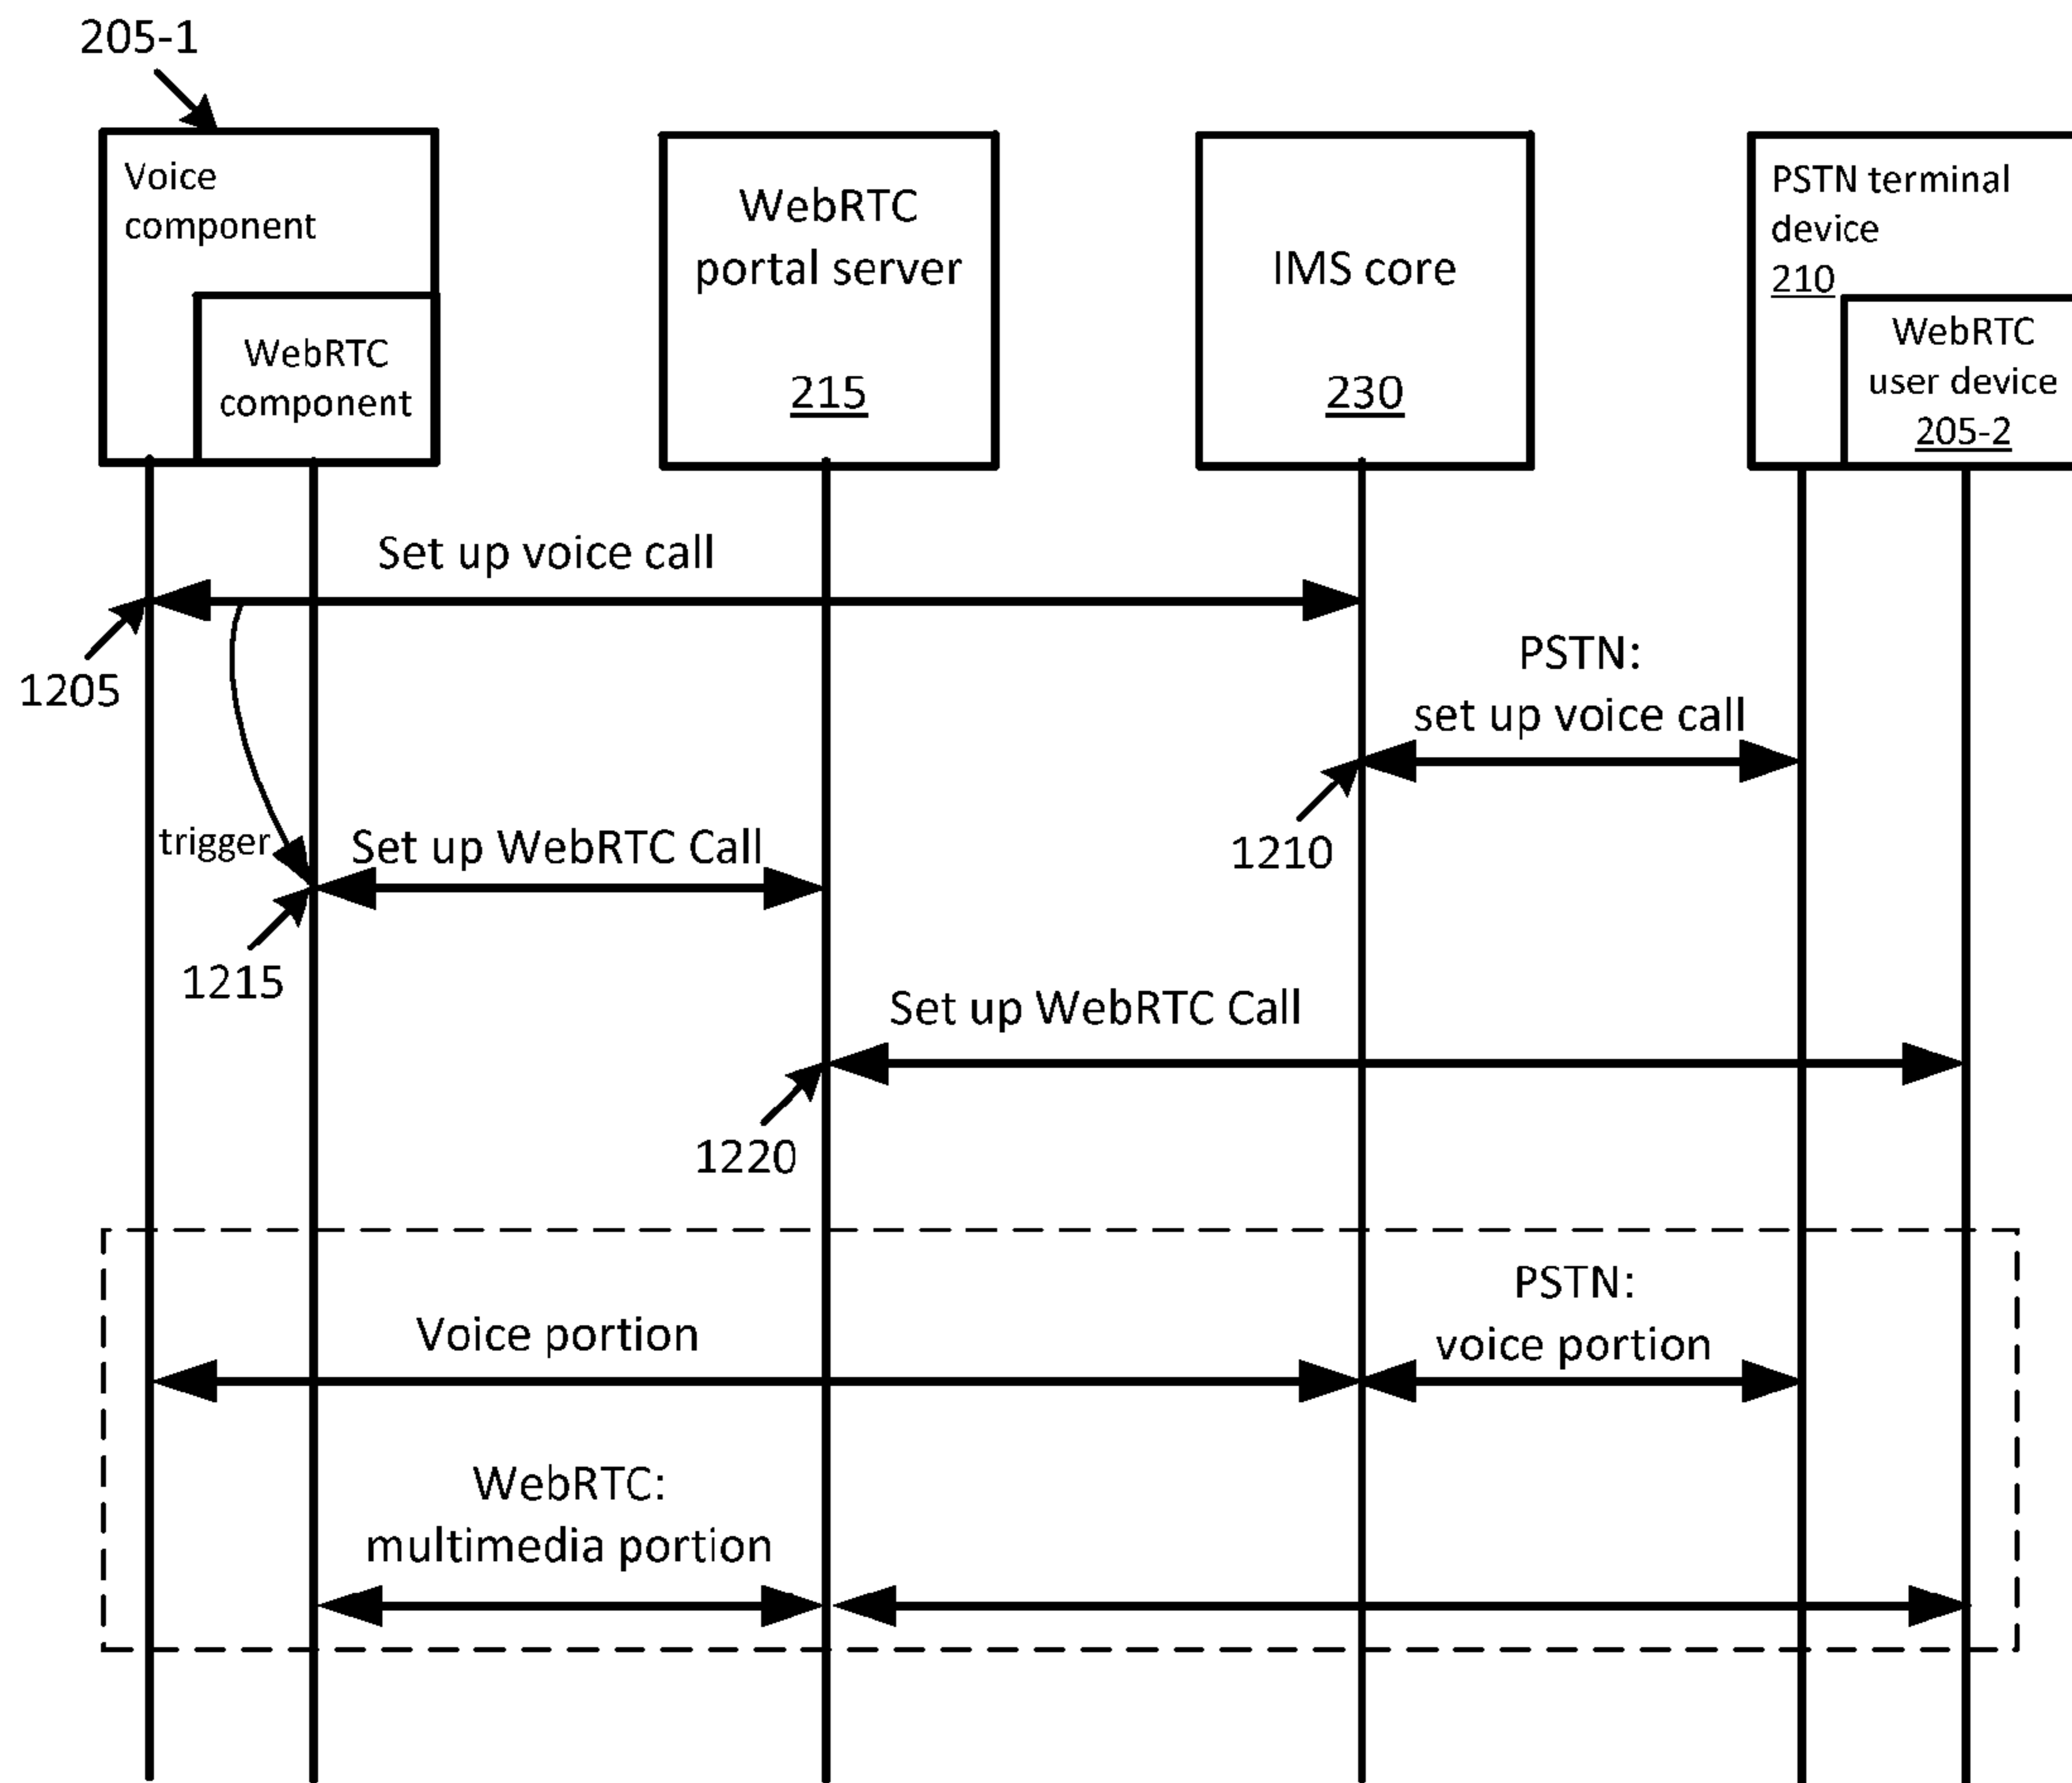 205-1
Voice
component
WebRTC
component
WebRTC
portal server
215
IMS core
230
PSTN terminal
device
210
WebRTC
user device
205-2
Set up voice call
1205
PSTN:
set up voice call
1210
trigger
Set up WebRTC Call
1215
Set up WebRTC Call
1220
Voice portion
PSTN:
voice portion
WebRTC:
multimedia portion